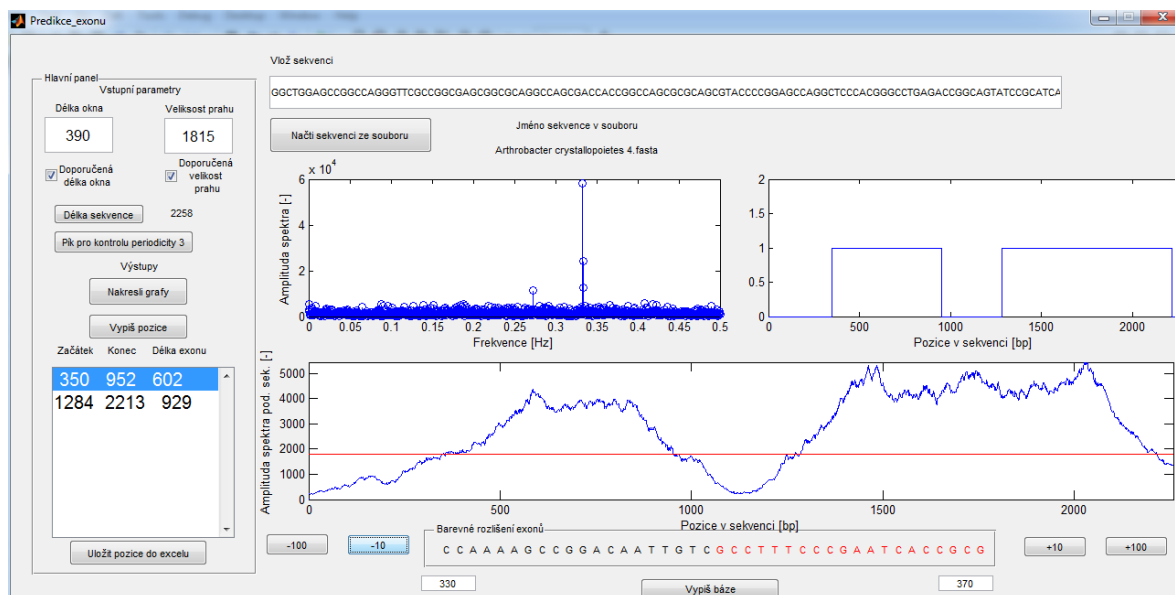 Predikce_exonu
Hlavní panel
Vstupní parametry
Délka okna
Veliksost prahu
390
1815
Doporučená délka okna
Doporučená velikost prahu
Délka sekvence
2258
Pík pro kontrolu periodicity 3
Výstupy
Nakresli grafy
Vypiš pozice
Začátek Konec Délka exonu
350 952 602
1284 2213 929
Uložit pozice do excelu
Vlož sekvenci
GGCTGGAGCCGGCCAGGGTTCGCCGGCGAGCGGCGCAGGCCAGCGACCACCGGCCAGCGCGCAGCGTACCCCGGAGCCAGGCTCCCACGGGCCTGAGACCGGCAGTATCCGCATCA
Načti sekvenci ze souboru
Jméno sekvence v souboru
Arthrobacter crystallopoietes 4.fasta
x 10^4
Amplituda spektra [-]
6
4
2
0
0 0.05 0.1 0.15 0.2 0.25 0.3 0.35 0.4 0.45 0.5
Frekvence [Hz]
2
1.5
1
0.5
0
0 500 1000 1500 2000
Pozice v sekvenci [bp]
Amplituda spektra pod. sek. [-]
5000
4000
3000
2000
1000
0
0 500 1000 1500 2000
Pozice v sekvenci [bp]
Barevné rozlišení exonů
-100
-10
C C A A A A G C C G G A C A A T T G T C G C C T T T C C C G A A T C A C C G C G
+10
+100
330
Vypiš báze
370